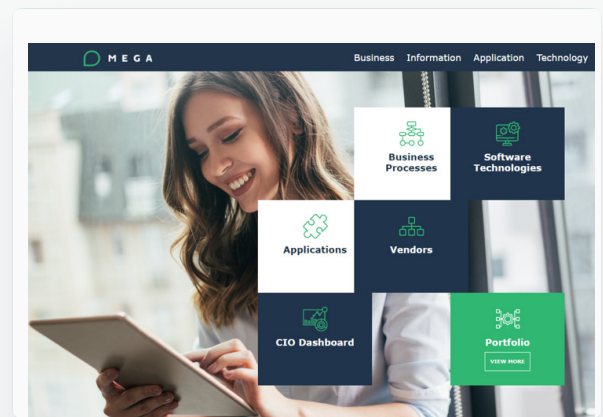 MEGA
Business Information Application Technology
Business
Processes
Software
Technologies
Applications
Vendors
CIO Dashboard
Portfolio
VIEW MORE